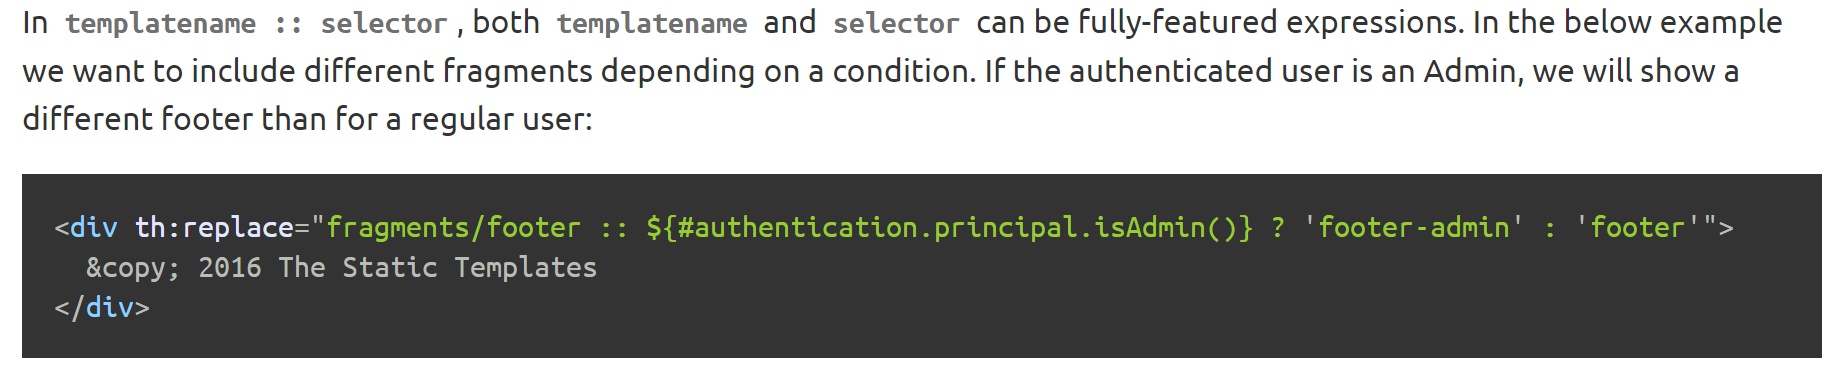 In templatename :: selector, both templatename and selector can be fully-featured expressions. In the below example
we want to include different fragments depending on a condition. If the authenticated user is an Admin, we will show a
different footer than for a regular user:
<div th:replace="fragments/footer :: ${#authentication.principal.isAdmin()} ? 'footer-admin' : 'footer'">
  &copy; 2016 The Static Templates
</div>